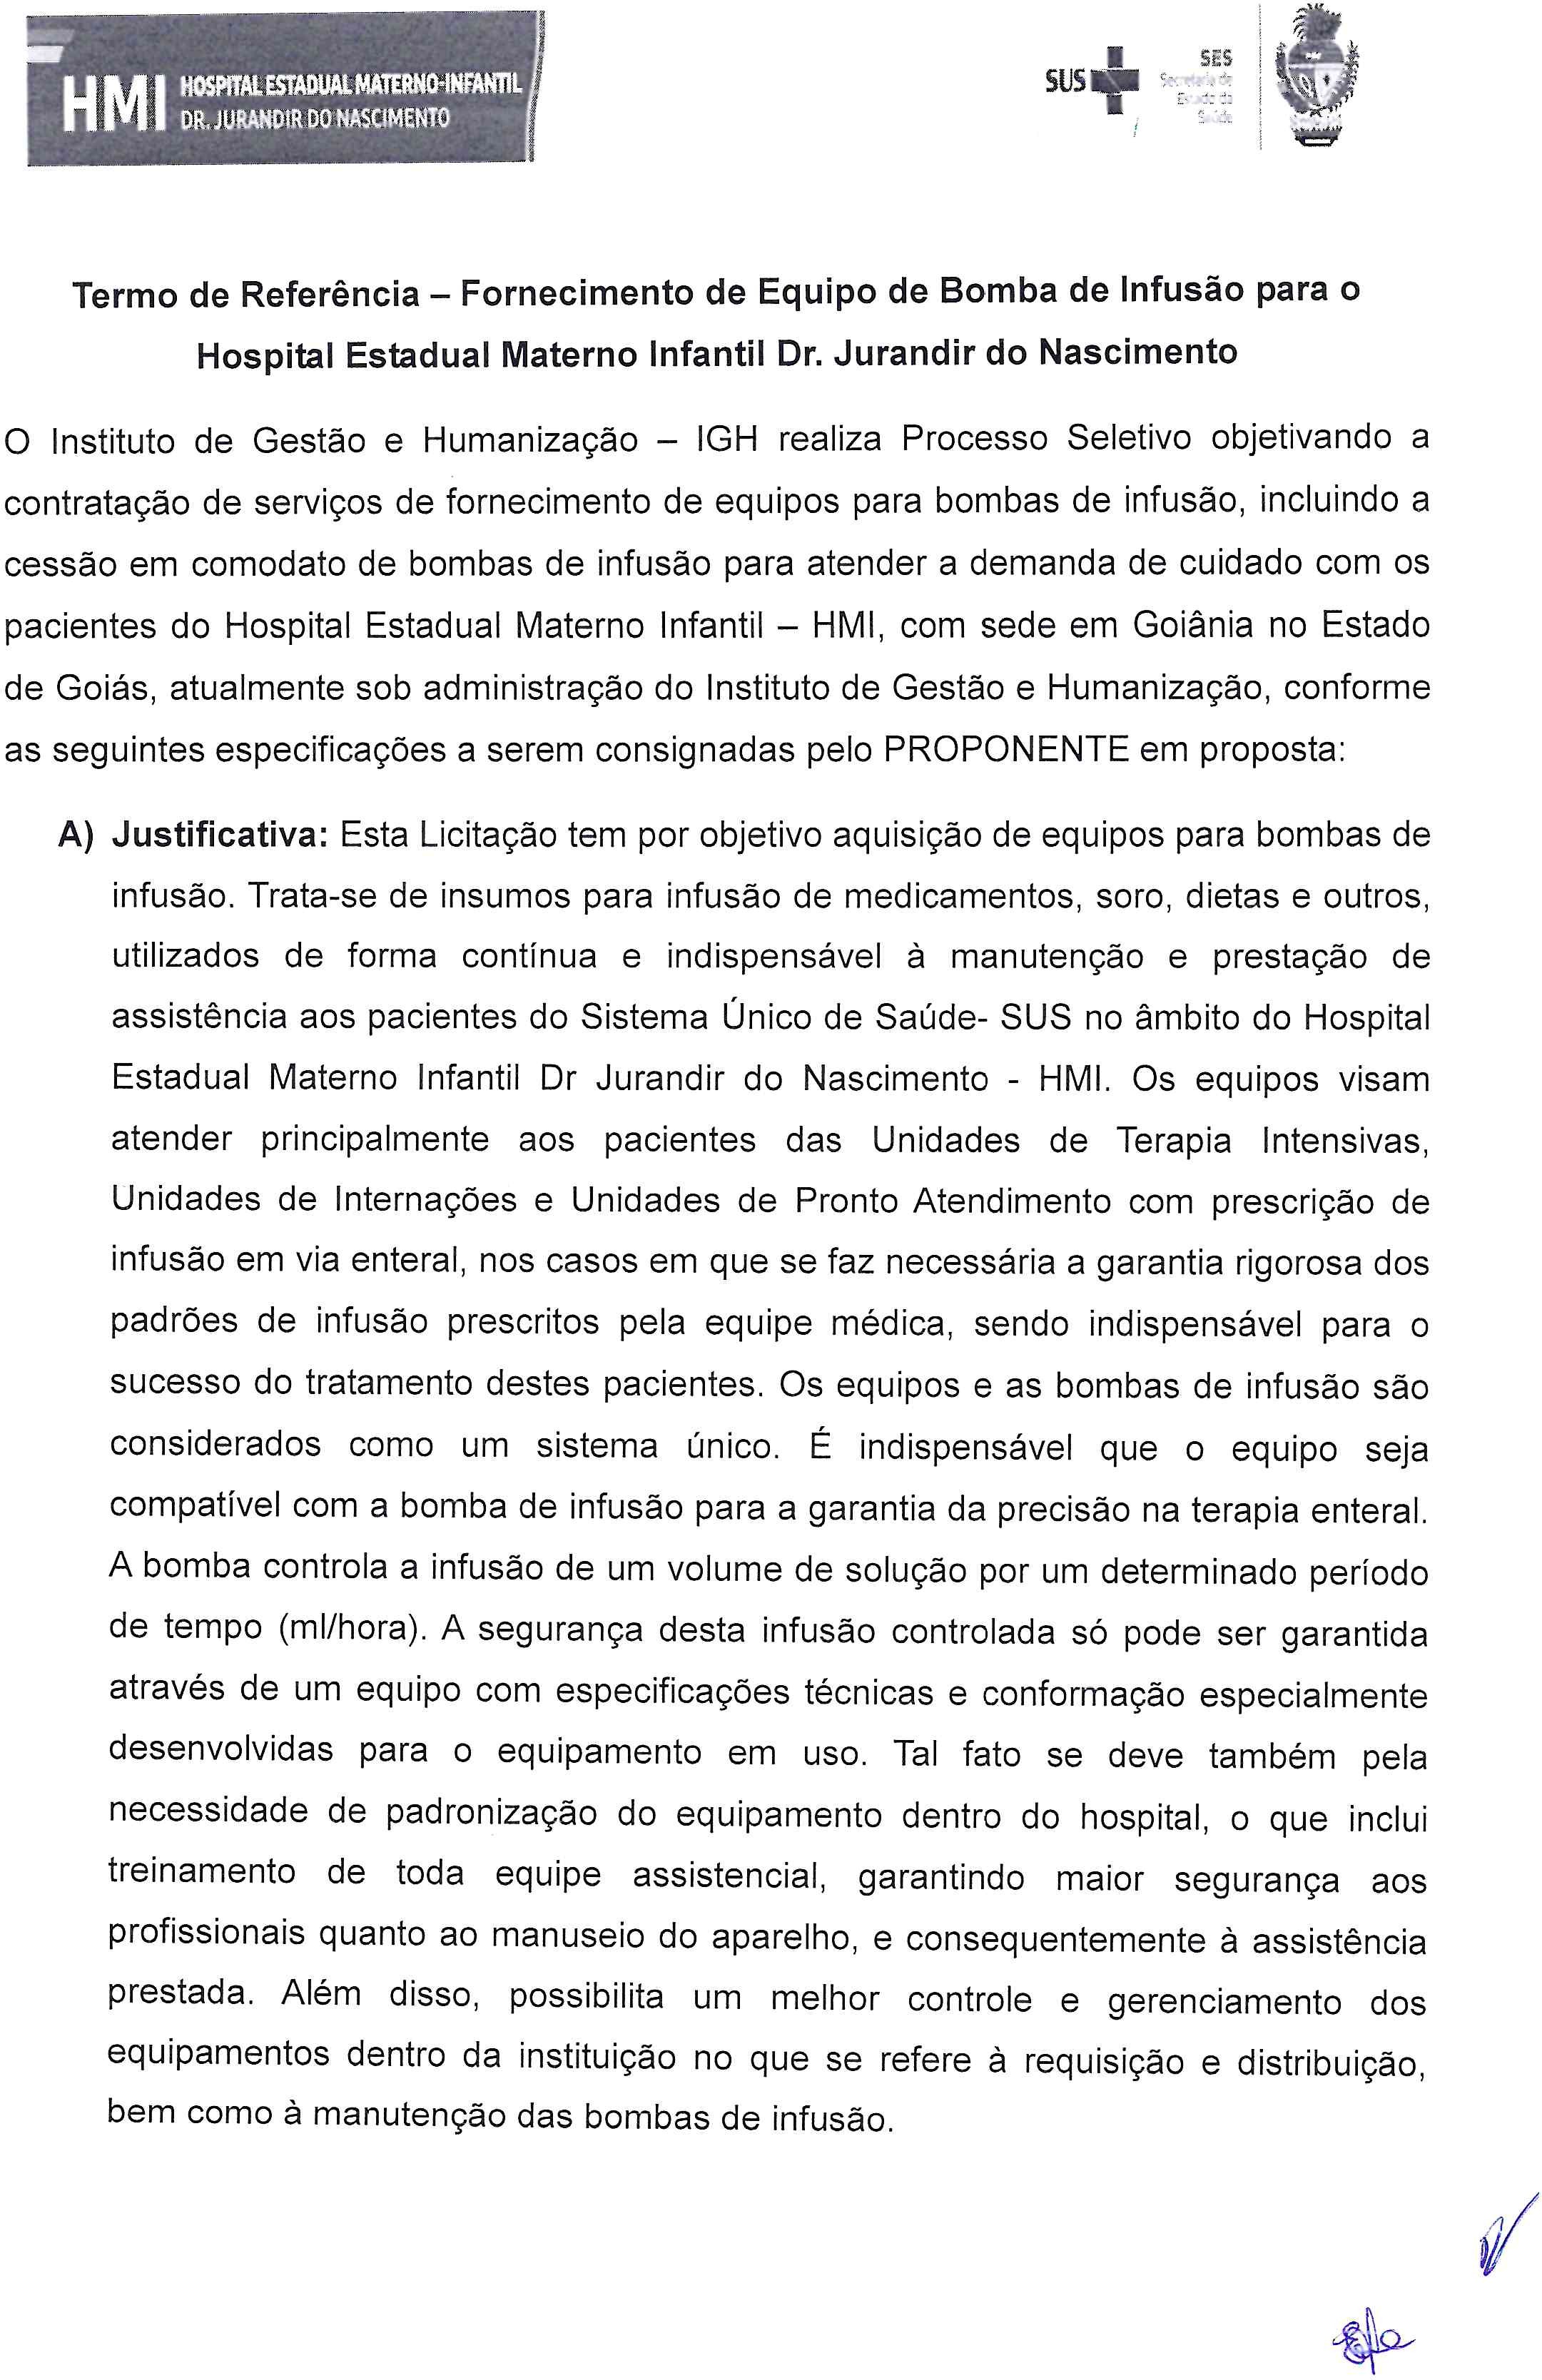 HMI HOSPITAL ESTADUAL MATERNO-INFANTIL
DR. JURANDIR DO NASCIMENTO
SUS
SES
Secretaria de
Estado da
Saúde
Termo de Referência – Fornecimento de Equipo de Bomba de Infusão para o
Hospital Estadual Materno Infantil Dr. Jurandir do Nascimento
O Instituto de Gestão e Humanização – IGH realiza Processo Seletivo objetivando a
contratação de serviços de fornecimento de equipos para bombas de infusão, incluindo a
cessão em comodato de bombas de infusão para atender a demanda de cuidado com os
pacientes do Hospital Estadual Materno Infantil – HMI, com sede em Goiânia no Estado
de Goiás, atualmente sob administração do Instituto de Gestão e Humanização, conforme
as seguintes especificações a serem consignadas pelo PROPONENTE em proposta:
A) Justificativa: Esta Licitação tem por objetivo aquisição de equipos para bombas de
infusão. Trata-se de insumos para infusão de medicamentos, soro, dietas e outros,
utilizados de forma contínua e indispensável à manutenção e prestação de
assistência aos pacientes do Sistema Único de Saúde- SUS no âmbito do Hospital
Estadual Materno Infantil Dr Jurandir do Nascimento - HMI. Os equipos visam
atender principalmente aos pacientes das Unidades de Terapia Intensivas,
Unidades de Internações e Unidades de Pronto Atendimento com prescrição de
infusão em via enteral, nos casos em que se faz necessária a garantia rigorosa dos
padrões de infusão prescritos pela equipe médica, sendo indispensável para o
sucesso do tratamento destes pacientes. Os equipos e as bombas de infusão são
considerados como um sistema único. É indispensável que o equipo seja
compatível com a bomba de infusão para a garantia da precisão na terapia enteral.
A bomba controla a infusão de um volume de solução por um determinado período
de tempo (ml/hora). A segurança desta infusão controlada só pode ser garantida
através de um equipo com especificações técnicas e conformação especialmente
desenvolvidas para o equipamento em uso. Tal fato se deve também pela
necessidade de padronização do equipamento dentro do hospital, o que inclui
treinamento de toda equipe assistencial, garantindo maior segurança aos
profissionais quanto ao manuseio do aparelho, e consequentemente à assistência
prestada. Além disso, possibilita um melhor controle e gerenciamento dos
equipamentos dentro da instituição no que se refere à requisição e distribuição,
bem como à manutenção das bombas de infusão.